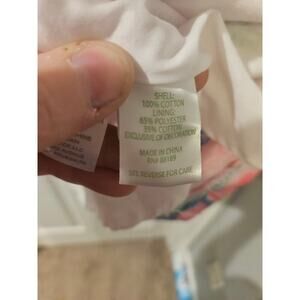 SHELL:
100% COTTON
LINING:
65% POLYESTER
35% COTTON
EXCLUSIVE OF DECORATION
MADE IN CHINA
RN# 88189
SEE REVERSE FOR CARE